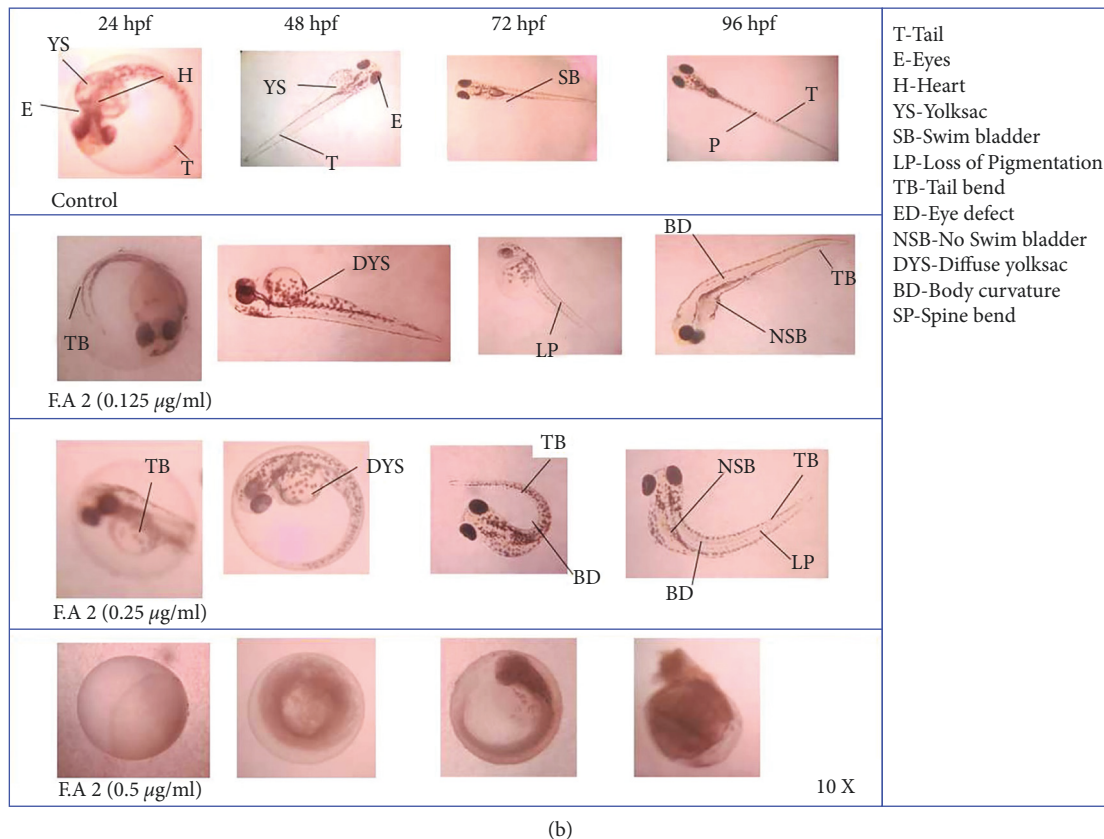 24 hpf 48 hpf 72 hpf 96 hpf
YS
H
E
T
YS
E
T
SB
T
P
Control
TB
DYS
LP
BD
TB
NSB
F.A 2 (0.125 µg/ml)
TB
DYS
TB
BD
NSB
TB
LP
BD
F.A 2 (0.25 µg/ml)
F.A 2 (0.5 µg/ml)
10 X
T-Tail
E-Eyes
H-Heart
YS-Yolksac
SB-Swim bladder
LP-Loss of Pigmentation
TB-Tail bend
ED-Eye defect
NSB-No Swim bladder
DYS-Diffuse yolksac
BD-Body curvature
SP-Spine bend
(b)